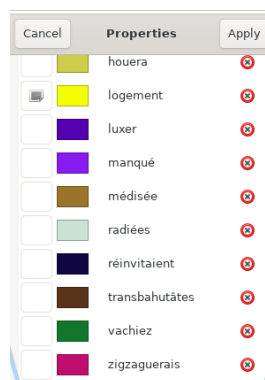 Cancel Properties Apply
houera
logement
luxer
manqué
médisée
radiées
réinvitaient
transbahutâtes
vachiez
zigzaguerais